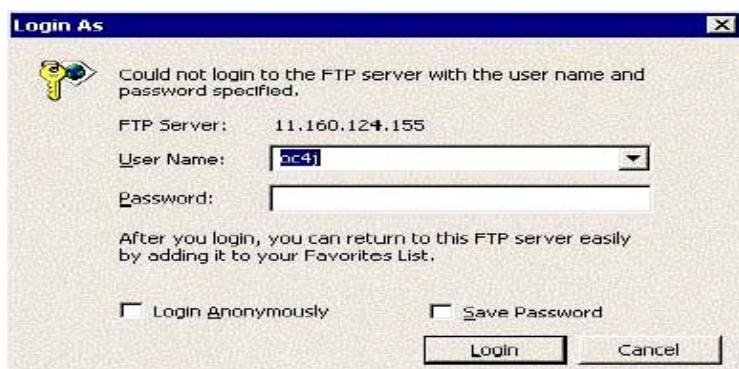 Login As
Could not login to the FTP server with the user name and
password specified.
FTP Server: 11.160.124.155
User Name: oc4j
Password:
After you login, you can return to this FTP server easily
by adding it to your Favorites List.
Login Anonymously Save Password
Login Cancel